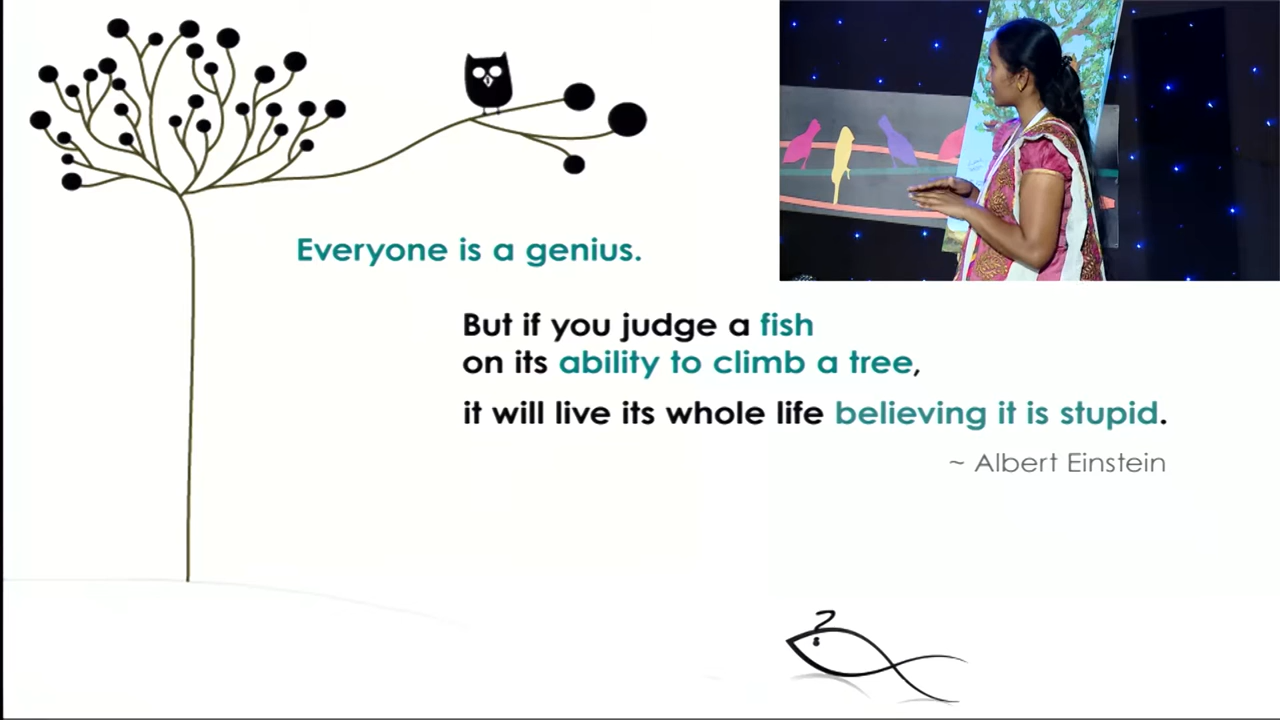 Everyone is a genius.
But if you judge a fish
on its ability to climb a tree,
it will live its whole life believing it is stupid.
~ Albert Einstein